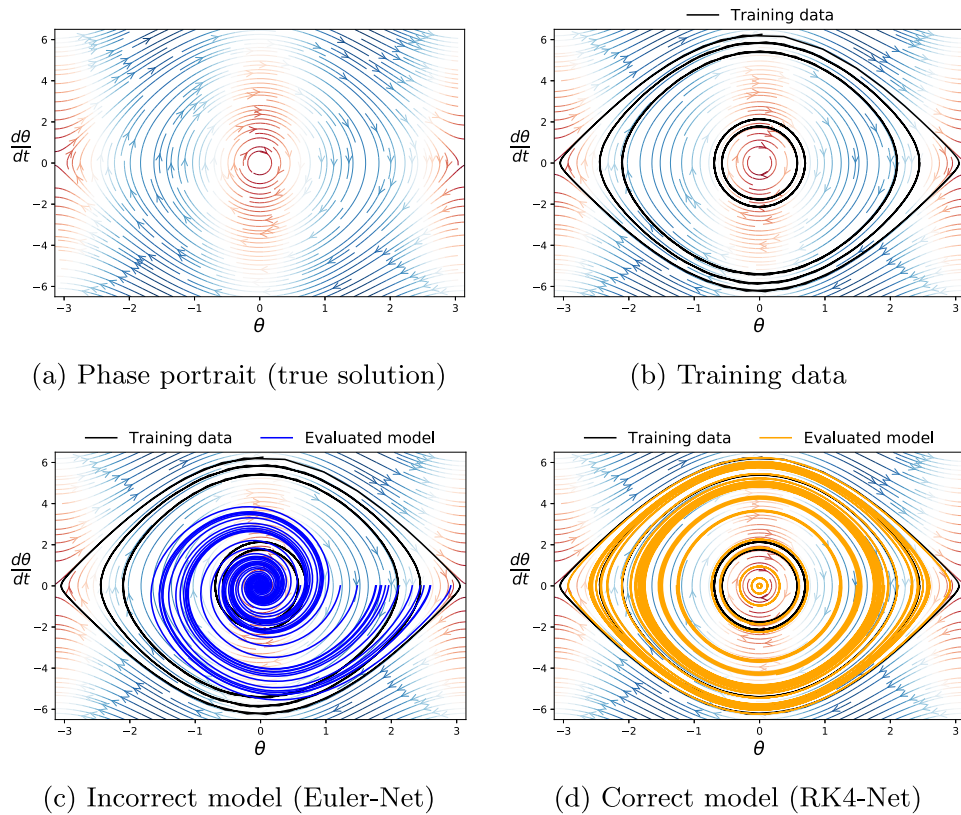 Training data
6
4
2
0
−2
−4
−6
dθ
dt
−3 −2 −1 0 1 2 3
θ
6
4
2
0
−2
−4
−6
dθ
dt
−3 −2 −1 0 1 2 3
θ
(a) Phase portrait (true solution)
(b) Training data
Training data Evaluated model
6
4
2
0
−2
−4
−6
dθ
dt
−3 −2 −1 0 1 2 3
θ
Training data Evaluated model
6
4
2
0
−2
−4
−6
dθ
dt
−3 −2 −1 0 1 2 3
θ
(c) Incorrect model (Euler-Net)
(d) Correct model (RK4-Net)